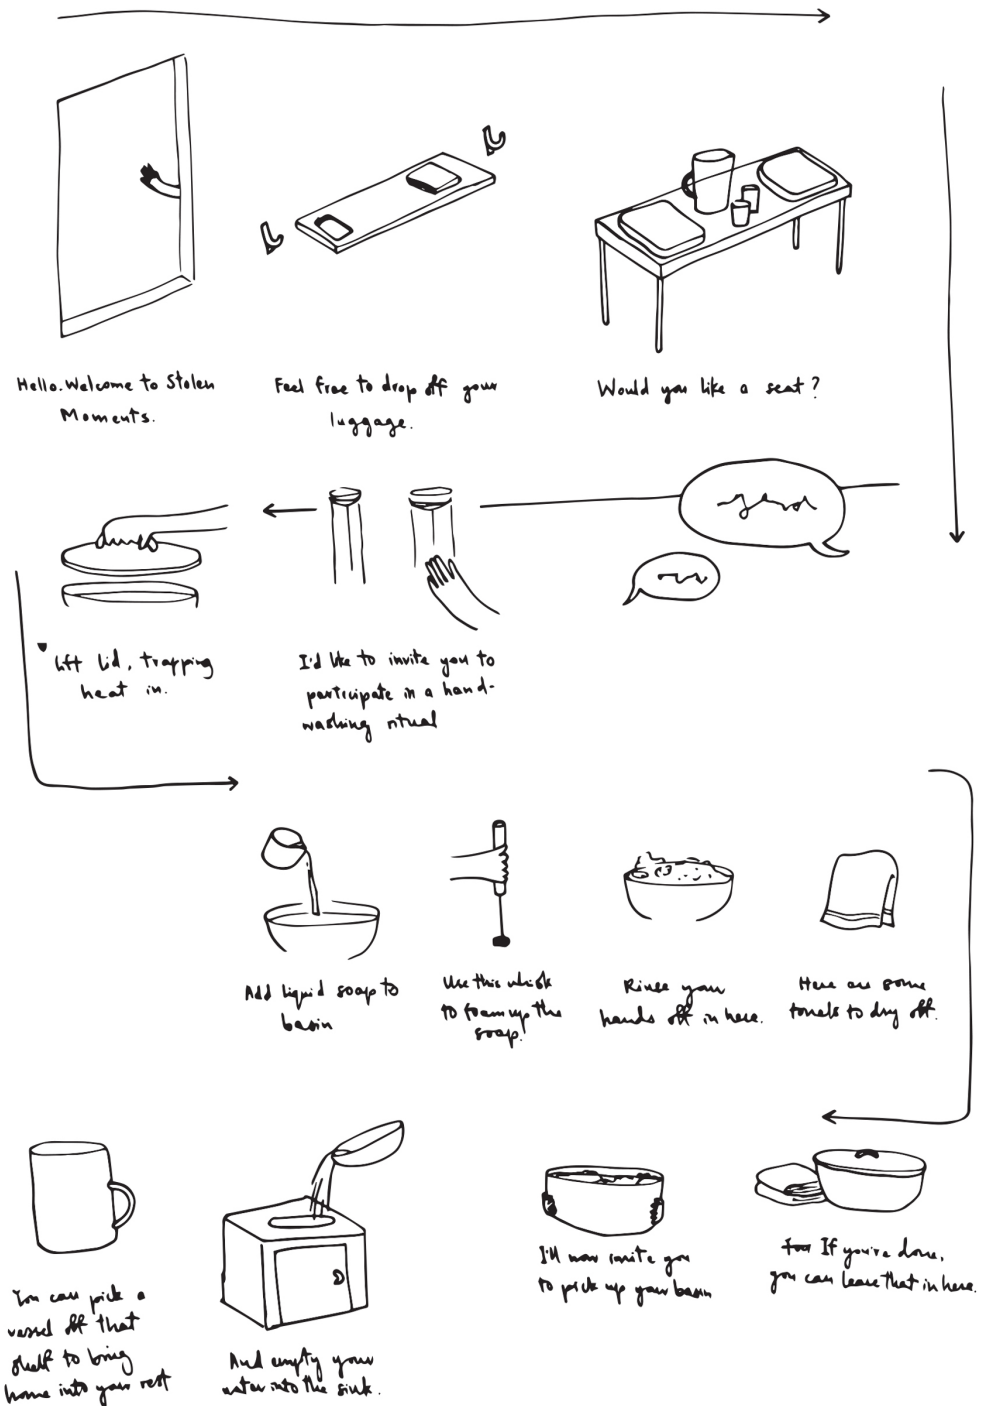 Hello. Welcome to Stolen
Moments.
Feel free to drop off your
luggage.
Would you like a seat?
I'd like to invite you to
participate in a hand-
washing ritual
Lift lid, trapping
heat in.
Add liquid soap to
basin
Use this whisk
to foam up the
soap.
Rinse your
hands off in here.
Here are some
towels to dry off.
If you're done,
you can leave that in here.
I'll now invite you
to pick up your basin
And empty your
water into the sink.
You can pick a
vessel off that
shelf to bring
home into your rest